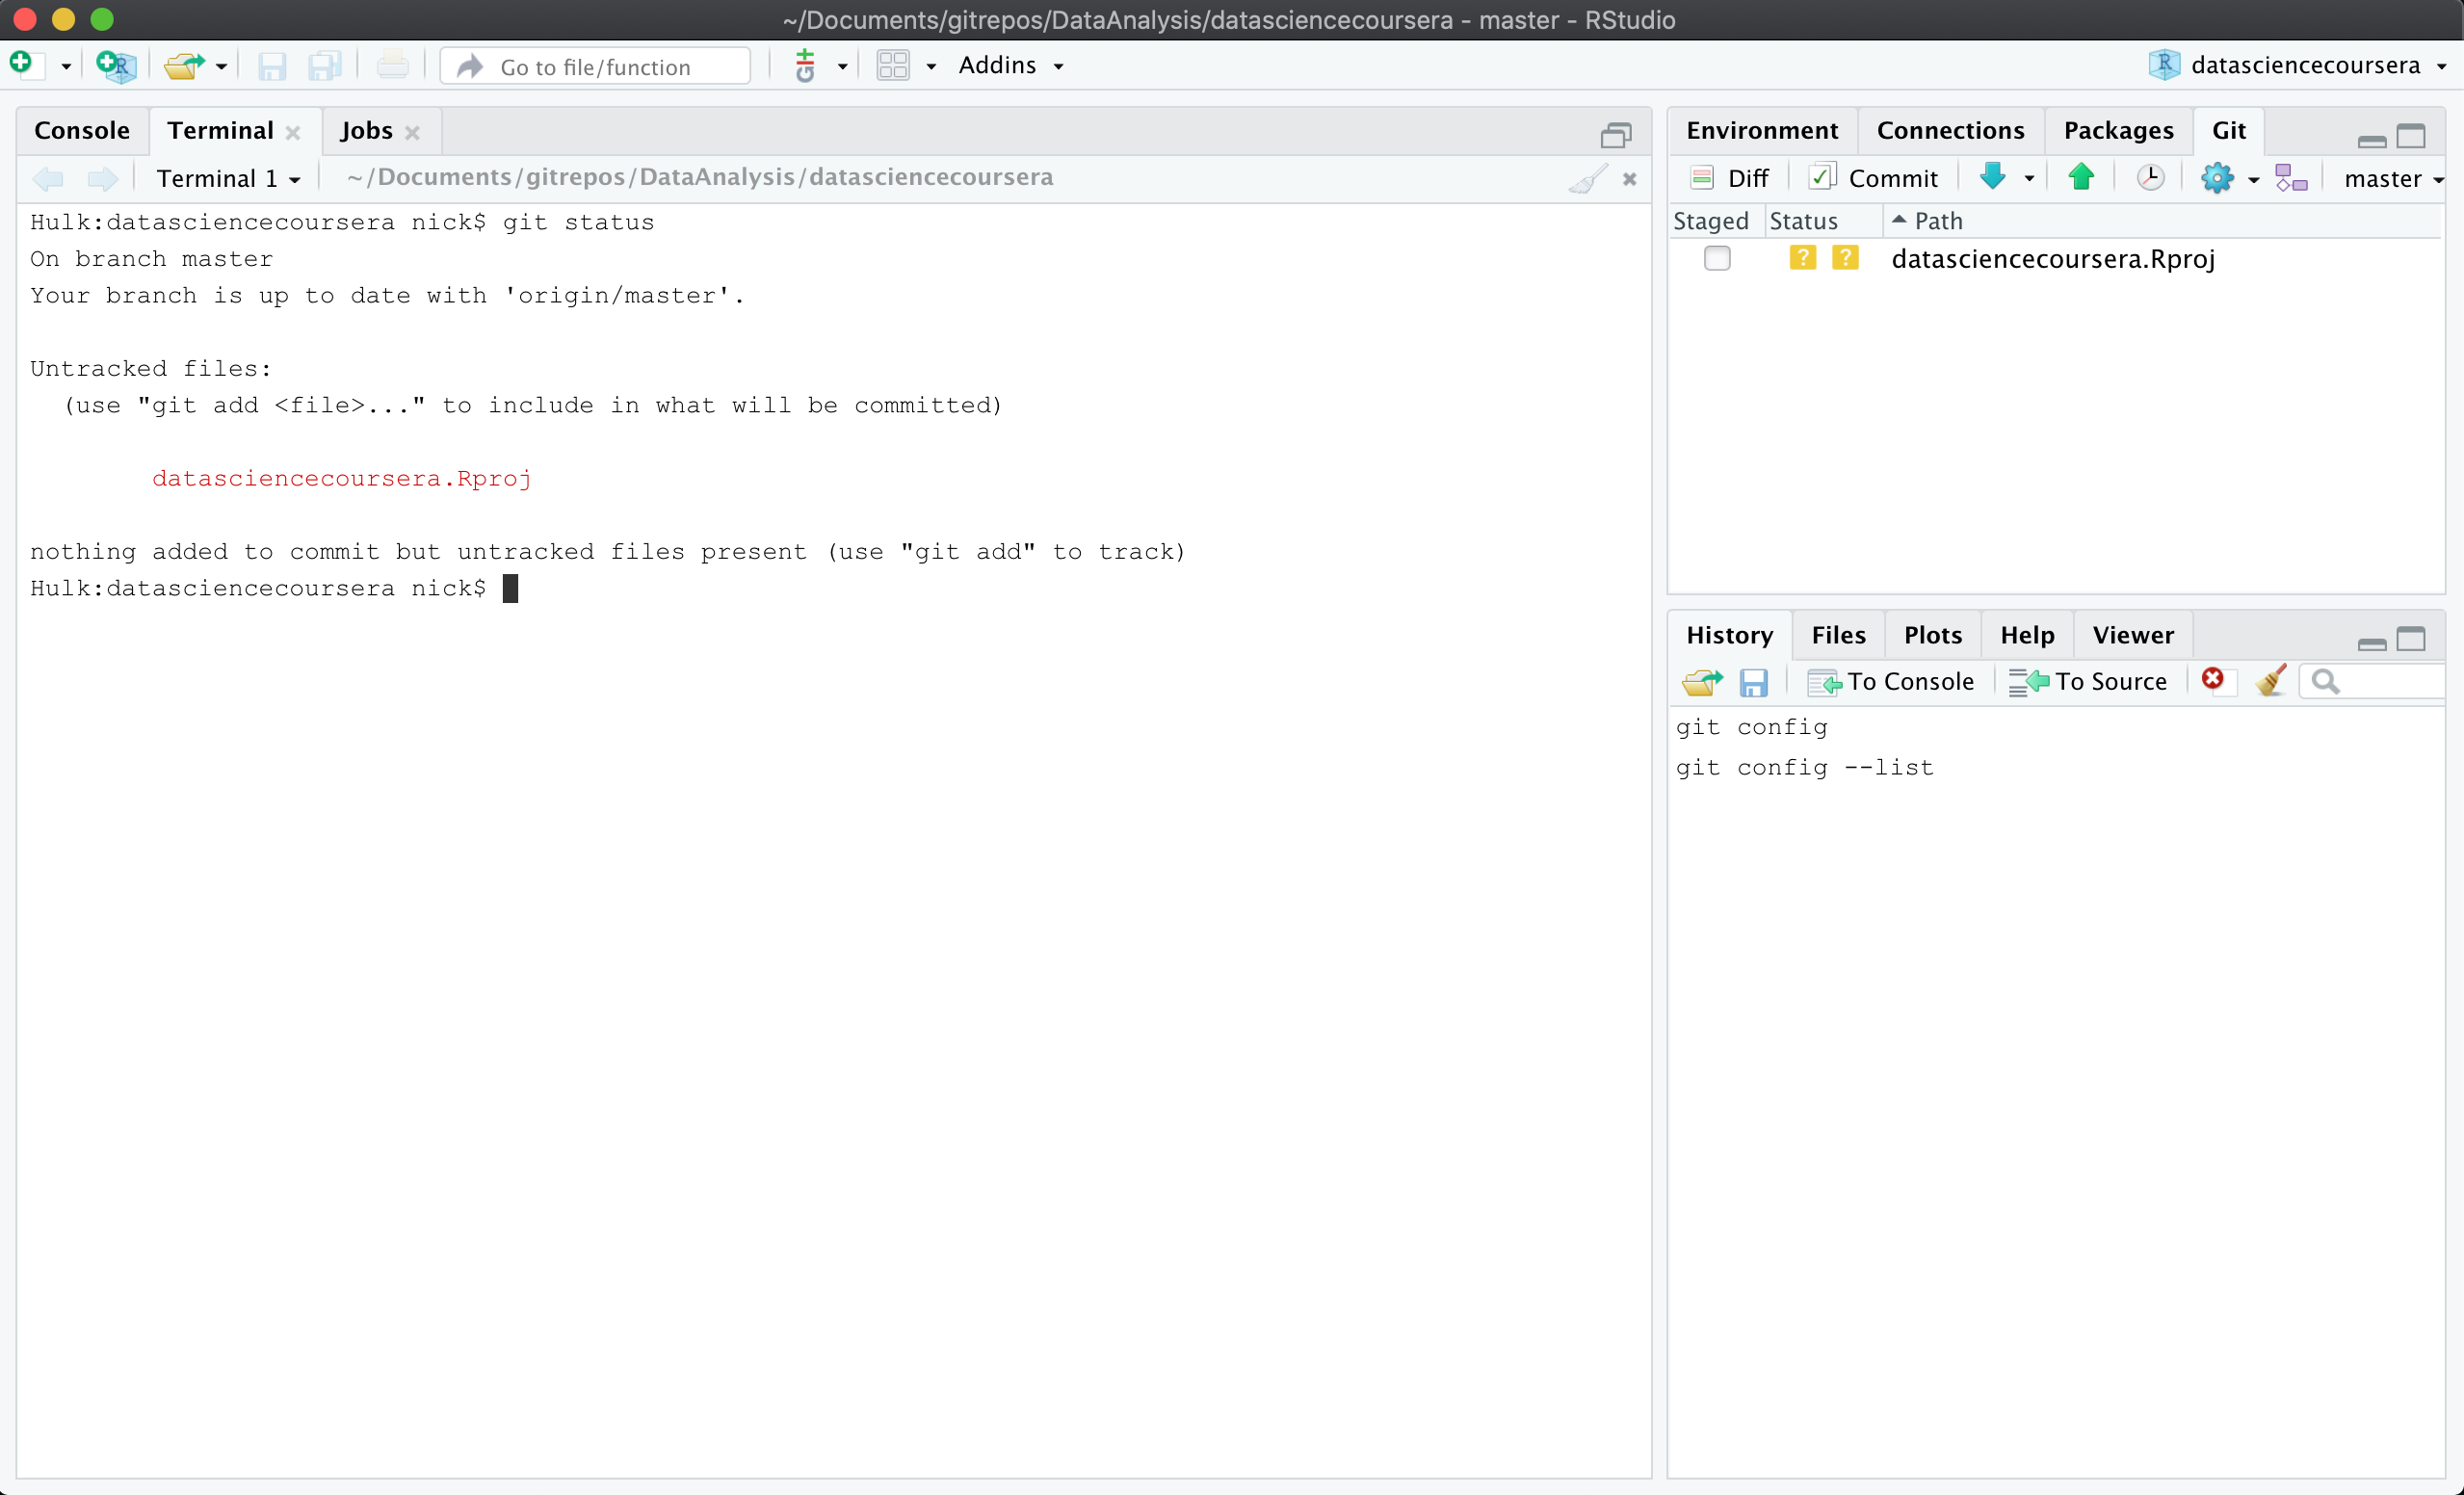 ~/Documents/gitrepos/DataAnalysis/datasciencecoursera - master - RStudio
Go to file/function
Addins
datasciencecoursera
Console
Terminal
Jobs
Terminal 1
~/Documents/gitrepos/DataAnalysis/datasciencecoursera
Hulk:datasciencecoursera nick$ git status
On branch master
Your branch is up to date with 'origin/master'.
Untracked files:
(use "git add <file>..." to include in what will be committed)
datasciencecoursera.Rproj
nothing added to commit but untracked files present (use "git add" to track)
Hulk:datasciencecoursera nick$
Environment
Connections
Packages
Git
Diff
Commit
master
Staged
Status
Path
datasciencecoursera.Rproj
History
Files
Plots
Help
Viewer
To Console
To Source
git config
git config --list